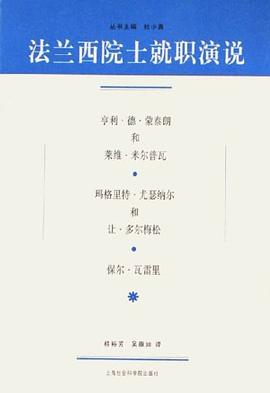 丛书主编 杜小真
法兰西院士就职演说
亨利·德·蒙泰朗
和
莱维·米尔普瓦
玛格里特·尤瑟纳尔
和
让·多尔梅松
保尔·瓦雷里
桂裕芳 吴康如 译
上海社会科学院出版社